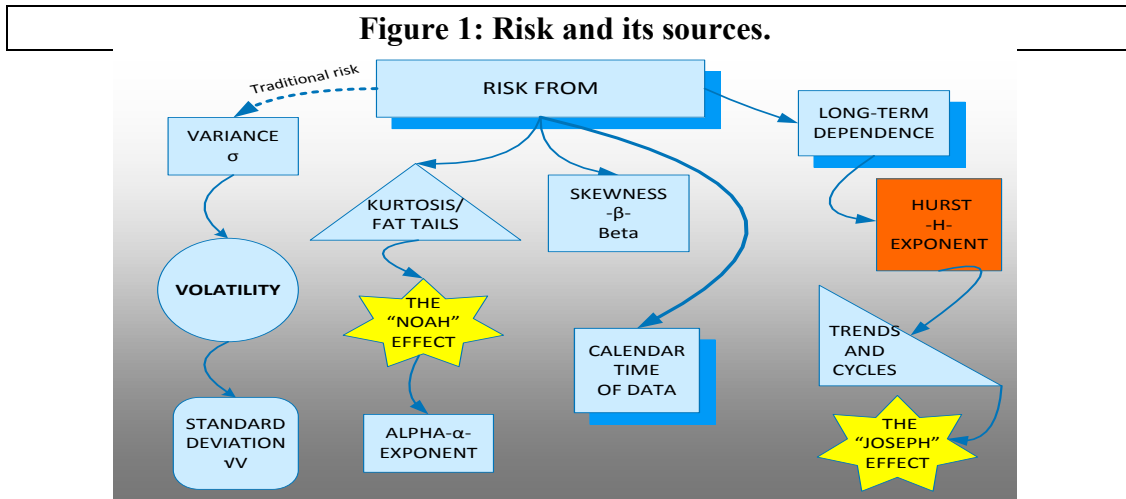 Figure 1: Risk and its sources.
Traditional risk
RISK FROM
VARIANCE
σ
VOLATILITY
STANDARD
DEVIATION
√V
KURTOSIS/
FAT TAILS
THE
"NOAH"
EFFECT
ALPHA-α-
EXPONENT
SKEWNESS
-β-
Beta
CALENDAR
TIME
OF DATA
LONG-TERM
DEPENDENCE
HURST
-H-
EXPONENT
TRENDS
AND
CYCLES
THE
"JOSEPH"
EFFECT